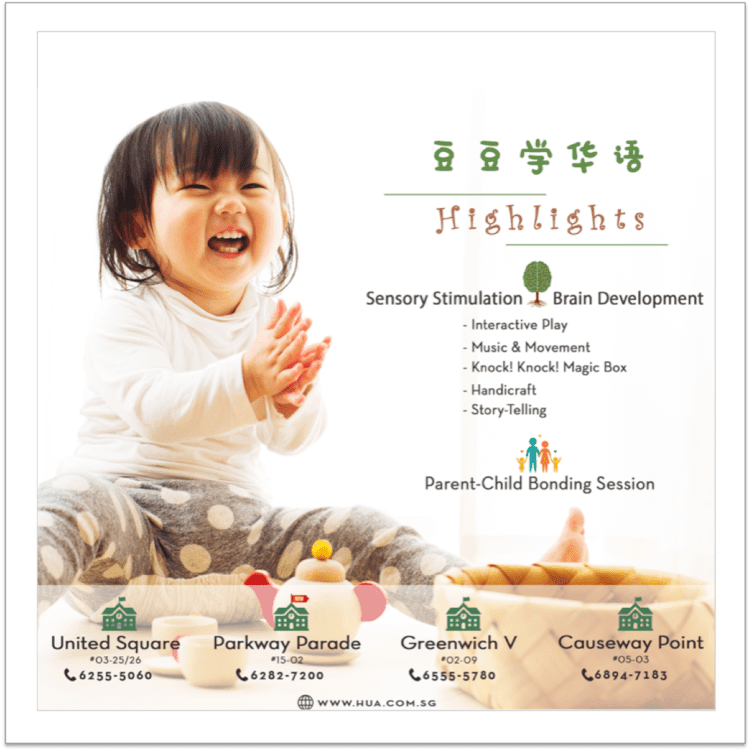 豆豆学华语
Highlights
Sensory Stimulation Brain Development
- Interactive Play
- Music & Movement
- Knock! Knock! Magic Box
- Handicraft
- Story-Telling
Parent-Child Bonding Session
NEW
United Square Parkway Parade Greenwich V Causeway Point
#03-25/26 #15-02 #02-09 #05-03
6255-5060 6282-7200 6555-5780 6894-7183
WWW.HUA.COM.SG